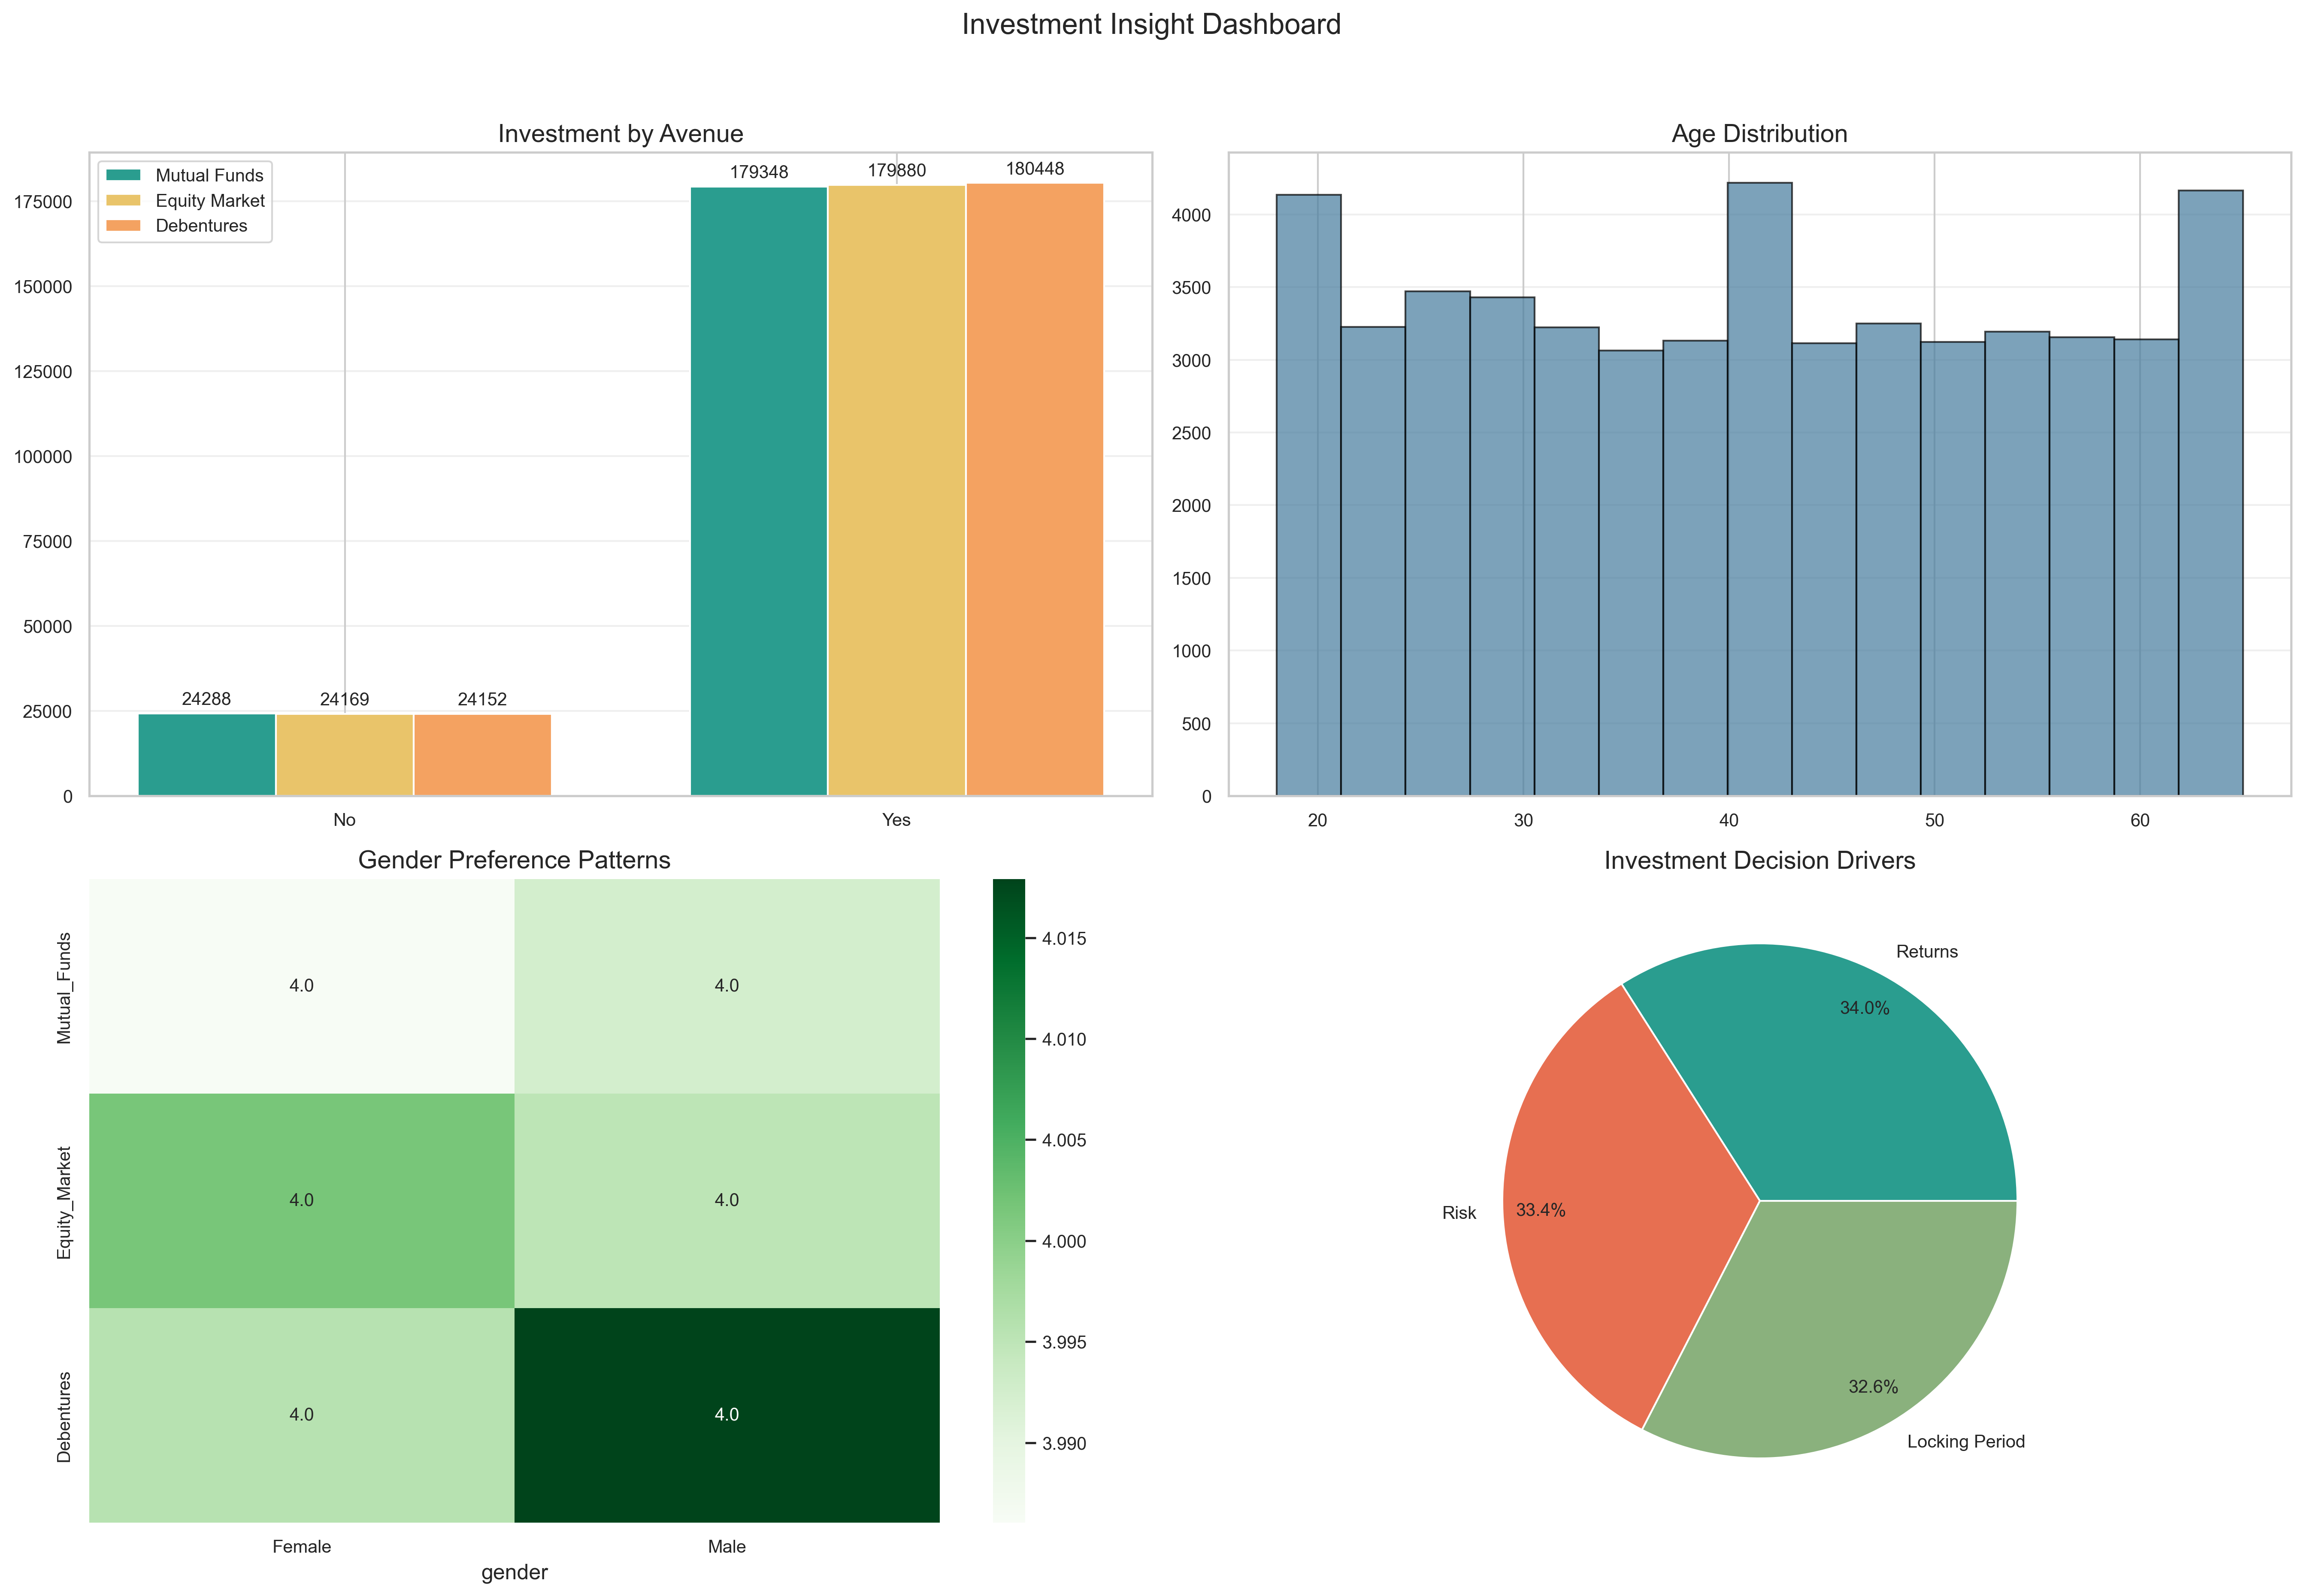 Investment Insight Dashboard
Investment by Avenue
Mutual Funds
Equity Market
Debentures
175000
150000
125000
100000
75000
50000
25000
0
24288
24169
24152
179348
179880
180448
No
Yes
Age Distribution
4000
3500
3000
2500
2000
1500
1000
500
0
20
30
40
50
60
Gender Preference Patterns
Mutual_Funds
Equity_Market
Debentures
4.0
4.0
4.0
4.0
4.0
4.0
Female
Male
gender
4.015
4.010
4.005
4.000
3.995
3.990
Investment Decision Drivers
Returns
34.0%
Risk
33.4%
32.6%
Locking Period